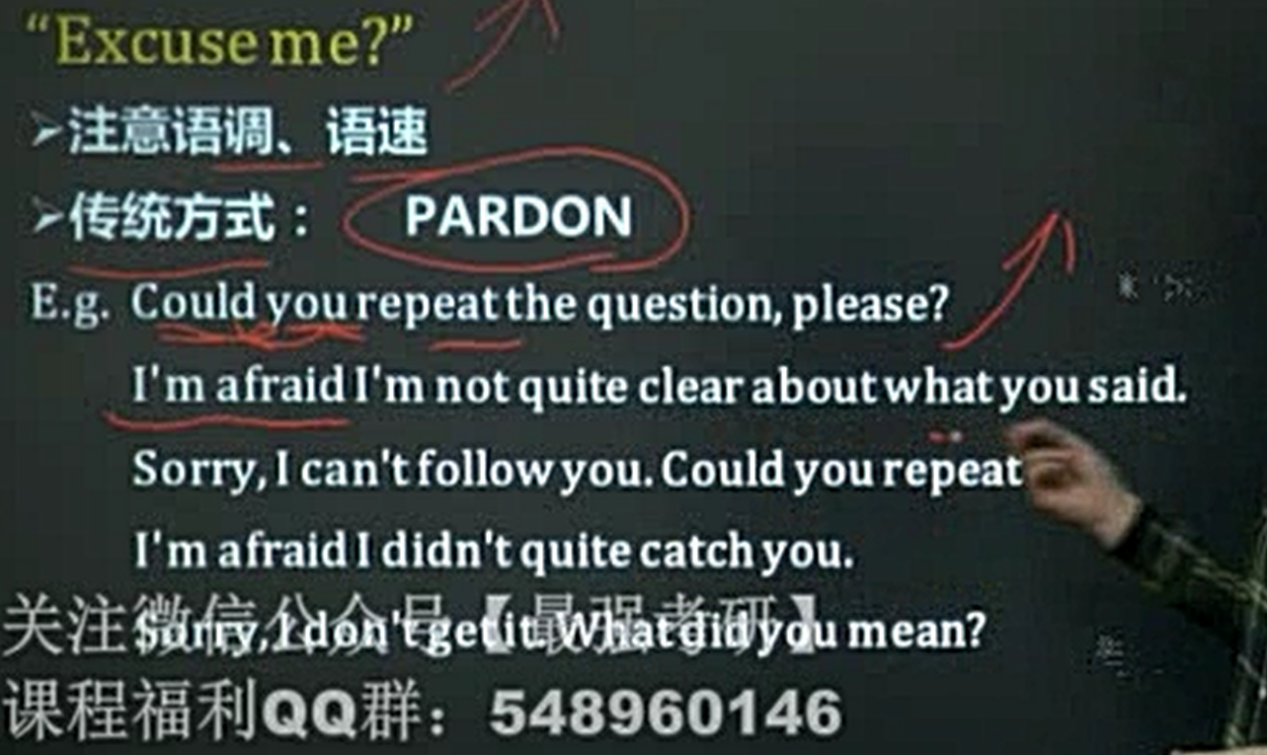 “Excuse me?”
➤注意语调、语速
➤传统方式： PARDON
E.g. Could you repeat the question, please?
I'm afraid I'm not quite clear about what you said.
Sorry, I can't follow you. Could you repeat
I'm afraid I didn't quite catch you.
Sorry, I don't get it. What did you mean?
关注微信公众号【最强考研】
课程福利QQ群：548960146